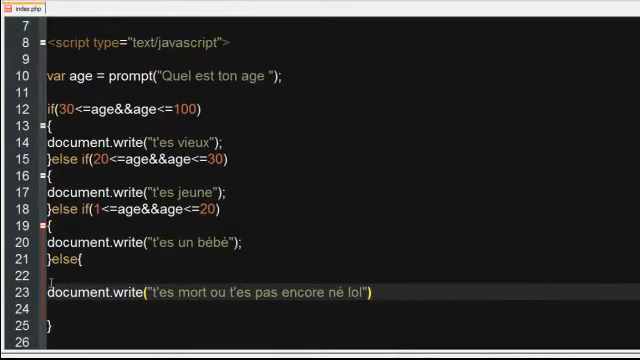 index.php
7
8 <script type="text/javascript">
9
10 var age = prompt("Quel est ton age ");
11
12 if(30<=age&&age<=100)
13 {
14 document.write("t'es vieux");
15 }else if(20<=age&&age<=30)
16 {
17 document.write("t'es jeune");
18 }else if(1<=age&&age<=20)
19 {
20 document.write("t'es un bébé");
21 }else{
22
23 document.write("t'es mort ou t'es pas encore né lol")
24
25 }
26